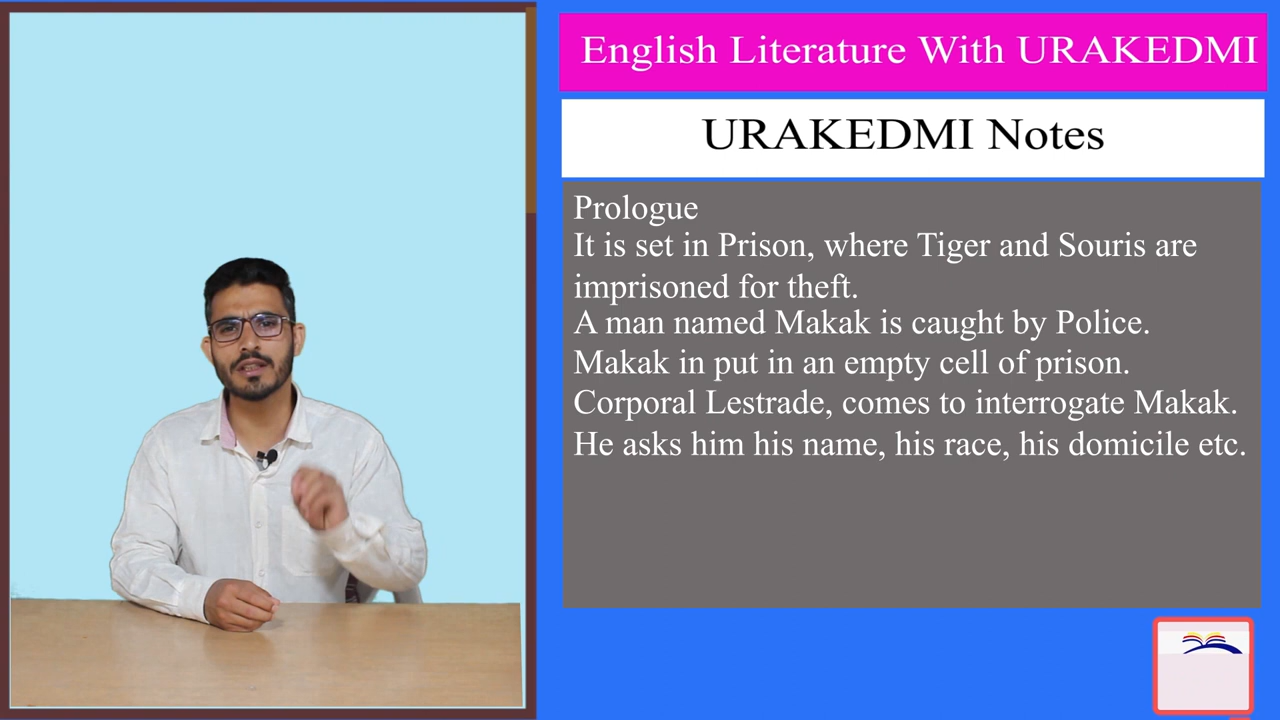 English Literature With URAKEDMI
URAKEDMI Notes
Prologue
It is set in Prison, where Tiger and Souris are
imprisoned for theft.
A man named Makak is caught by Police.
Makak in put in an empty cell of prison.
Corporal Lestrade, comes to interrogate Makak.
He asks him his name, his race, his domicile etc.